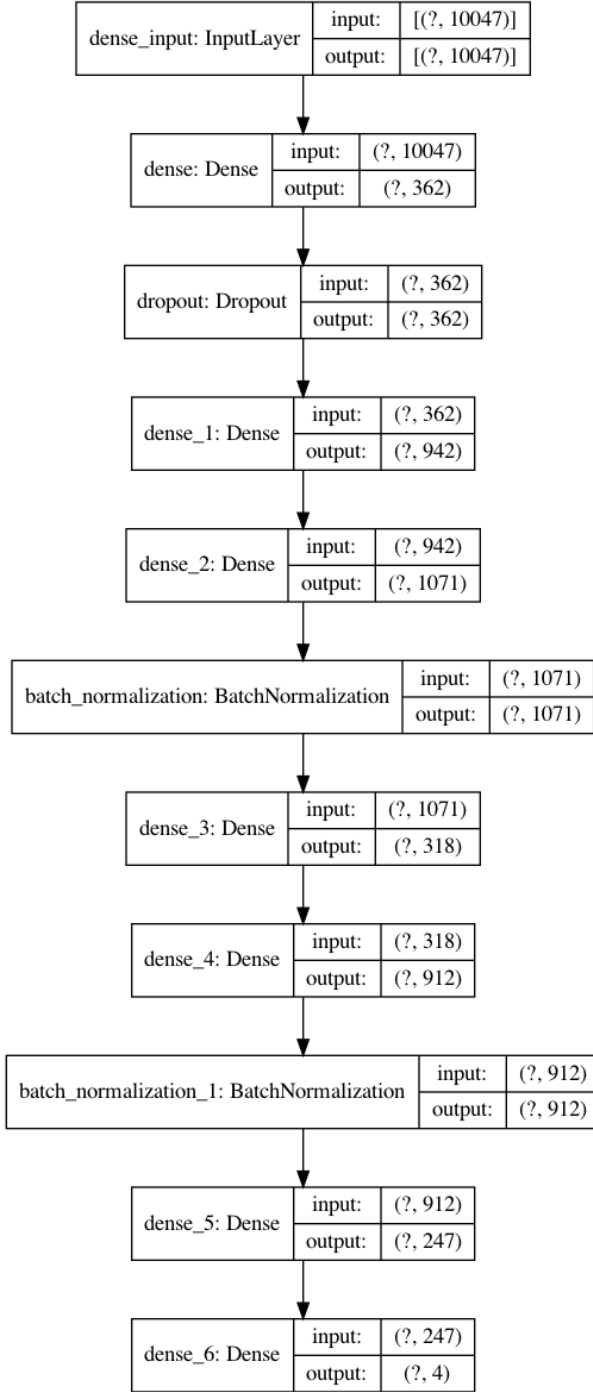 dense_input: InputLayer
input: [(?, 10047)]
output: [(?, 10047)]
dense: Dense
input: (?, 10047)
output: (?, 362)
dropout: Dropout
input: (?, 362)
output: (?, 362)
dense_1: Dense
input: (?, 362)
output: (?, 942)
dense_2: Dense
input: (?, 942)
output: (?, 1071)
batch_normalization: BatchNormalization
input: (?, 1071)
output: (?, 1071)
dense_3: Dense
input: (?, 1071)
output: (?, 318)
dense_4: Dense
input: (?, 318)
output: (?, 912)
batch_normalization_1: BatchNormalization
input: (?, 912)
output: (?, 912)
dense_5: Dense
input: (?, 912)
output: (?, 247)
dense_6: Dense
input: (?, 247)
output: (?, 4)